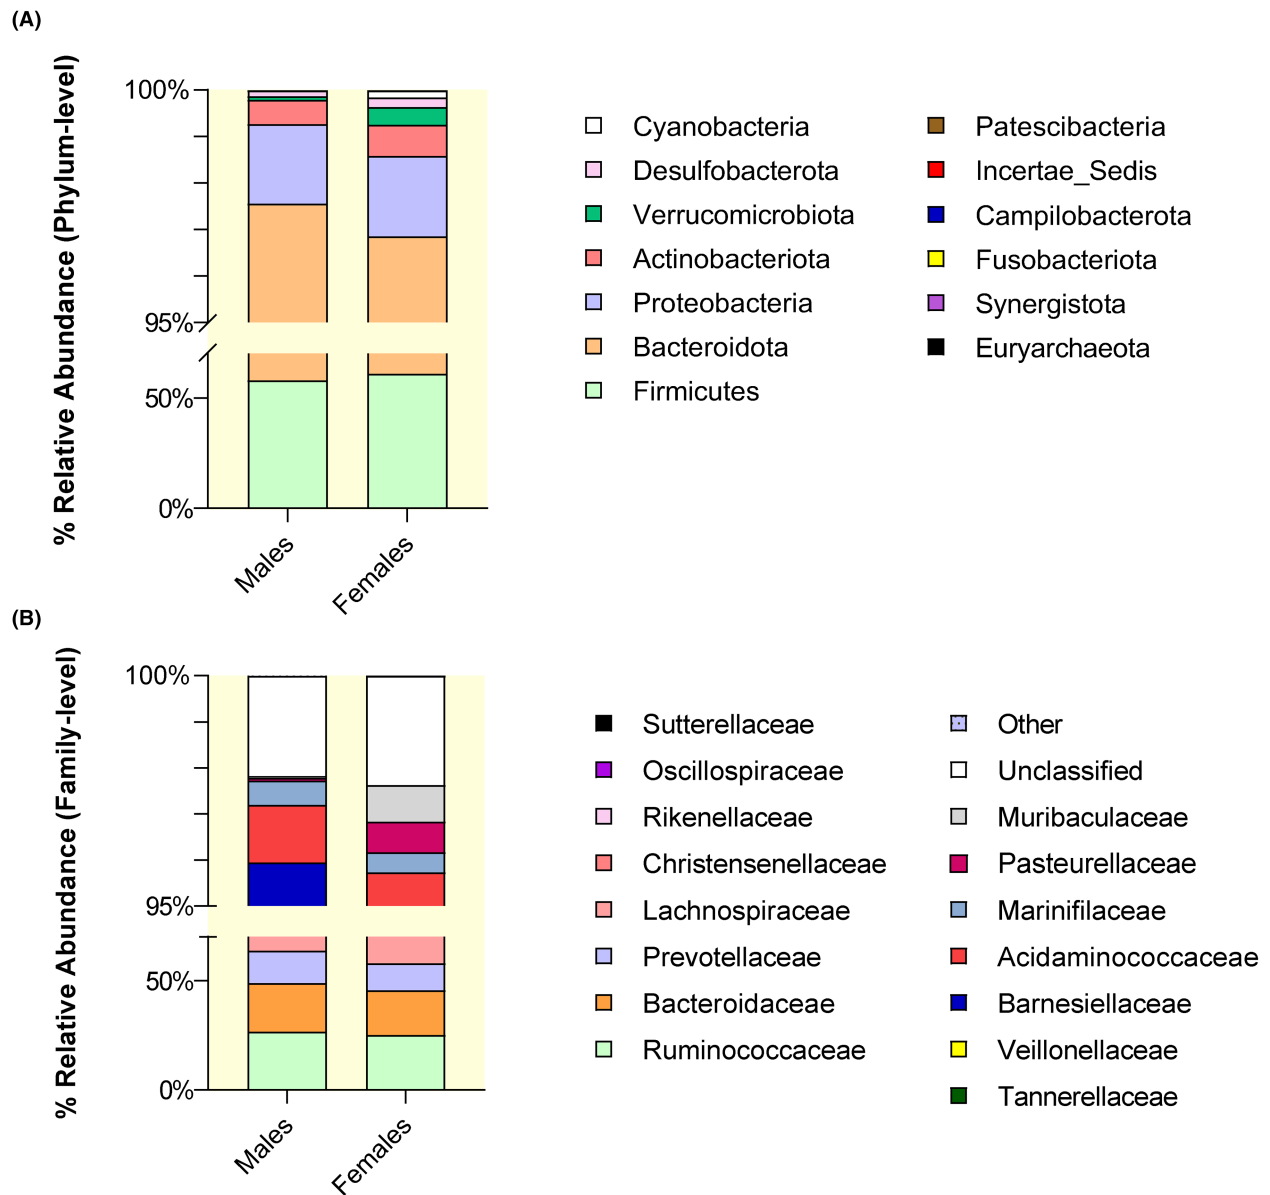 (A)
% Relative Abundance (Phylum-level)
100%
95%
50%
0%
Males
Females
Cyanobacteria
Desulfobacterota
Verrucomicrobiota
Actinobacteriota
Proteobacteria
Bacteroidota
Firmicutes
Patescibacteria
Incertae_Sedis
Campilobacterota
Fusobacteriota
Synergistota
Euryarchaeota
(B)
% Relative Abundance (Family-level)
100%
95%
50%
0%
Males
Females
Sutterellaceae
Oscillospiraceae
Rikenellaceae
Christensenellaceae
Lachnospiraceae
Prevotellaceae
Bacteroidaceae
Ruminococcaceae
Other
Unclassified
Muribaculaceae
Pasteurellaceae
Marinifilaceae
Acidaminococcaceae
Barnesiellaceae
Veillonellaceae
Tannerellaceae